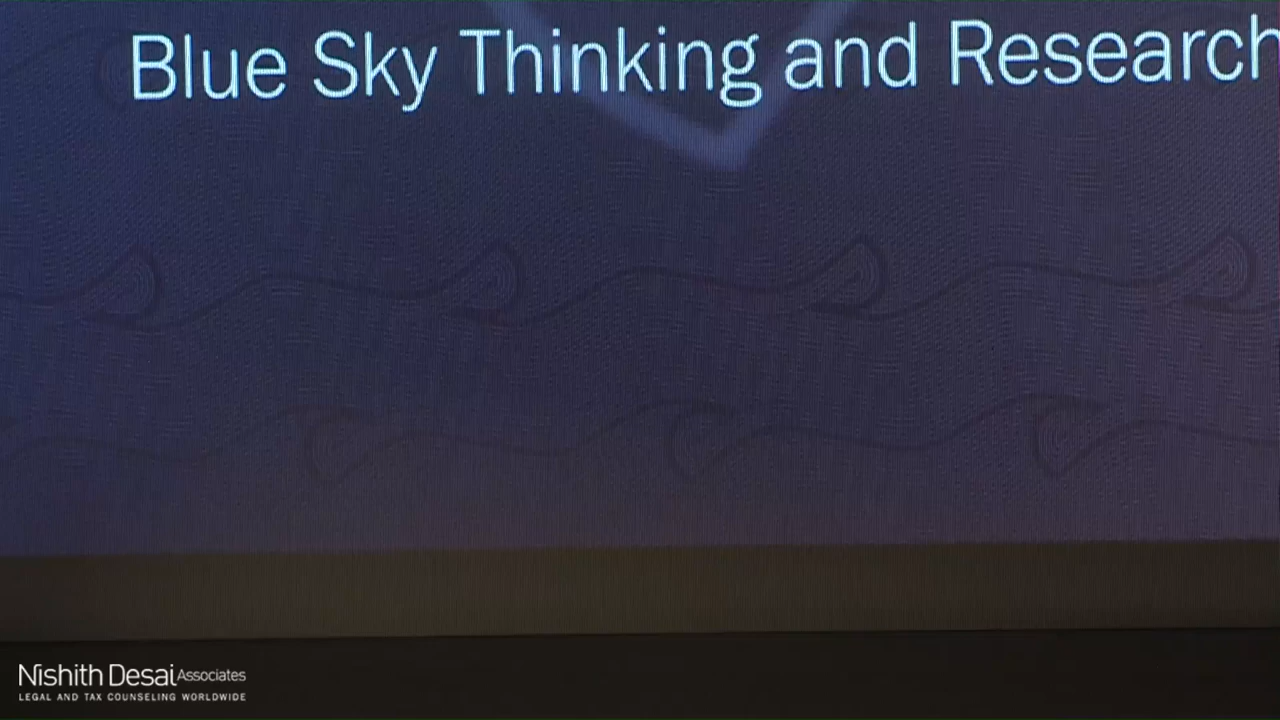 Blue Sky Thinking and Research
Nishith Desai Associates
LEGAL AND TAX COUNSELING WORLDWIDE